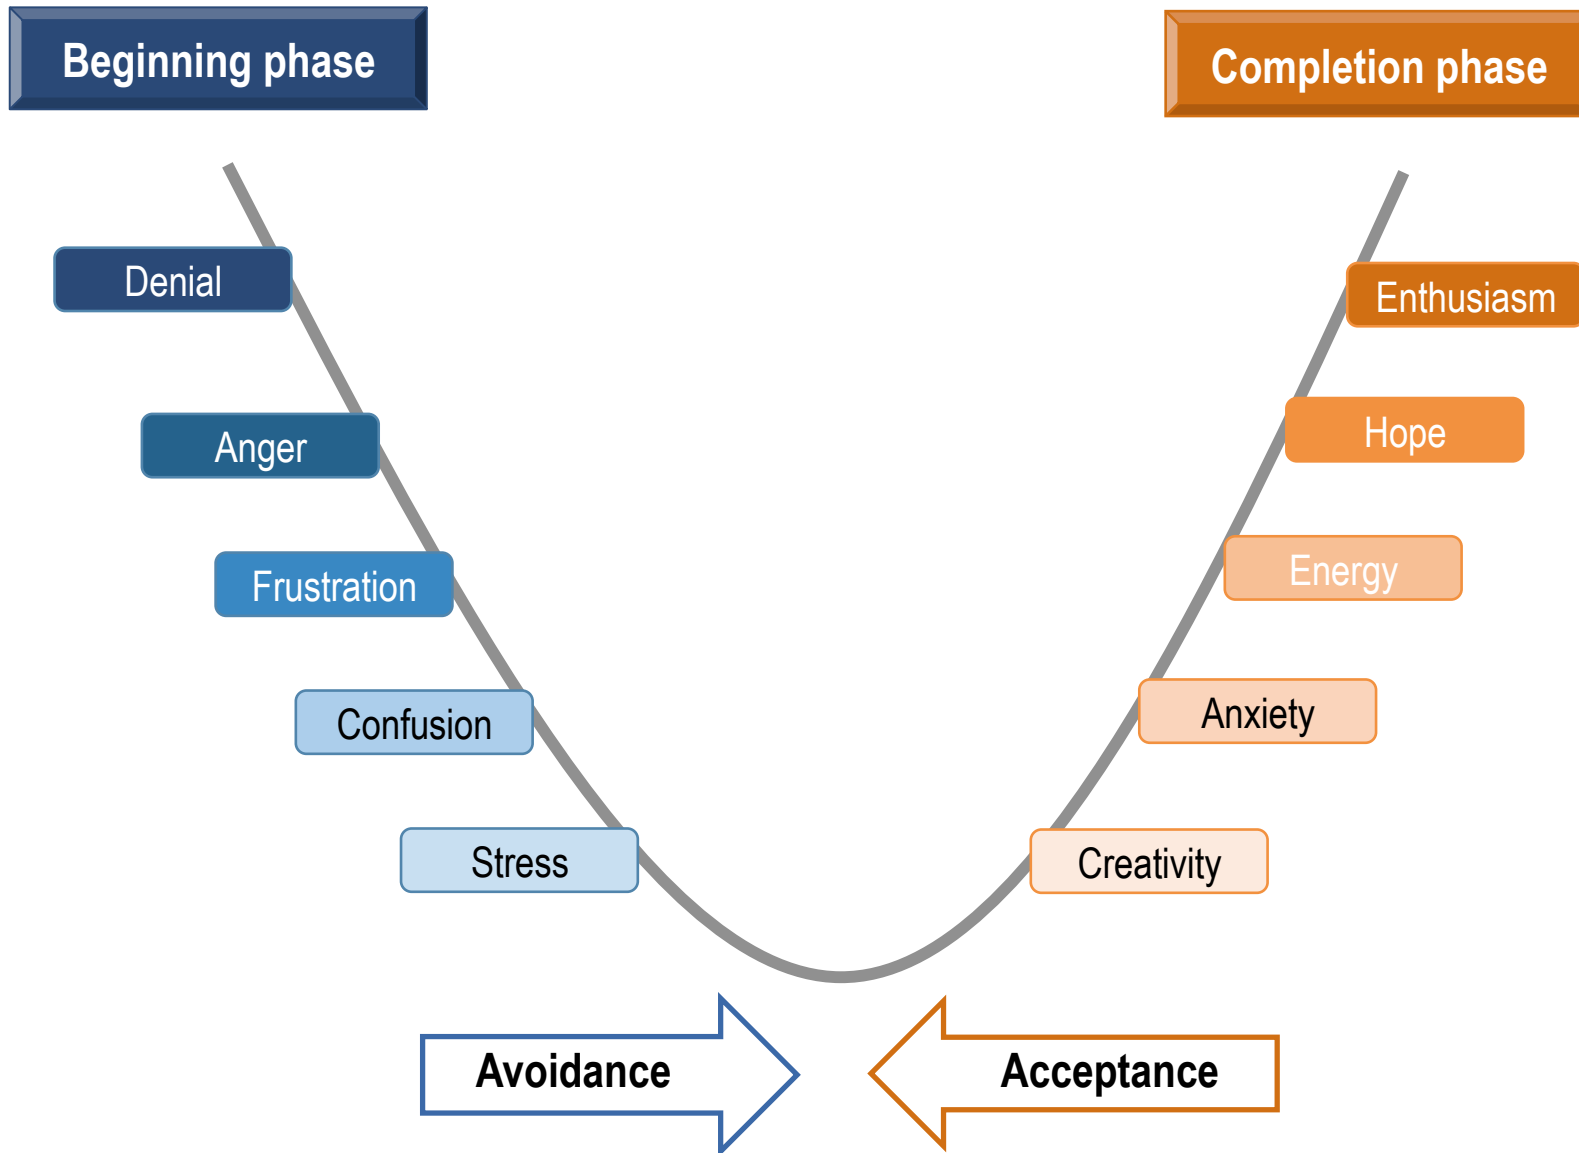 Beginning phase
Completion phase
Denial
Enthusiasm
Anger
Hope
Frustration
Energy
Confusion
Anxiety
Stress
Creativity
Avoidance
Acceptance